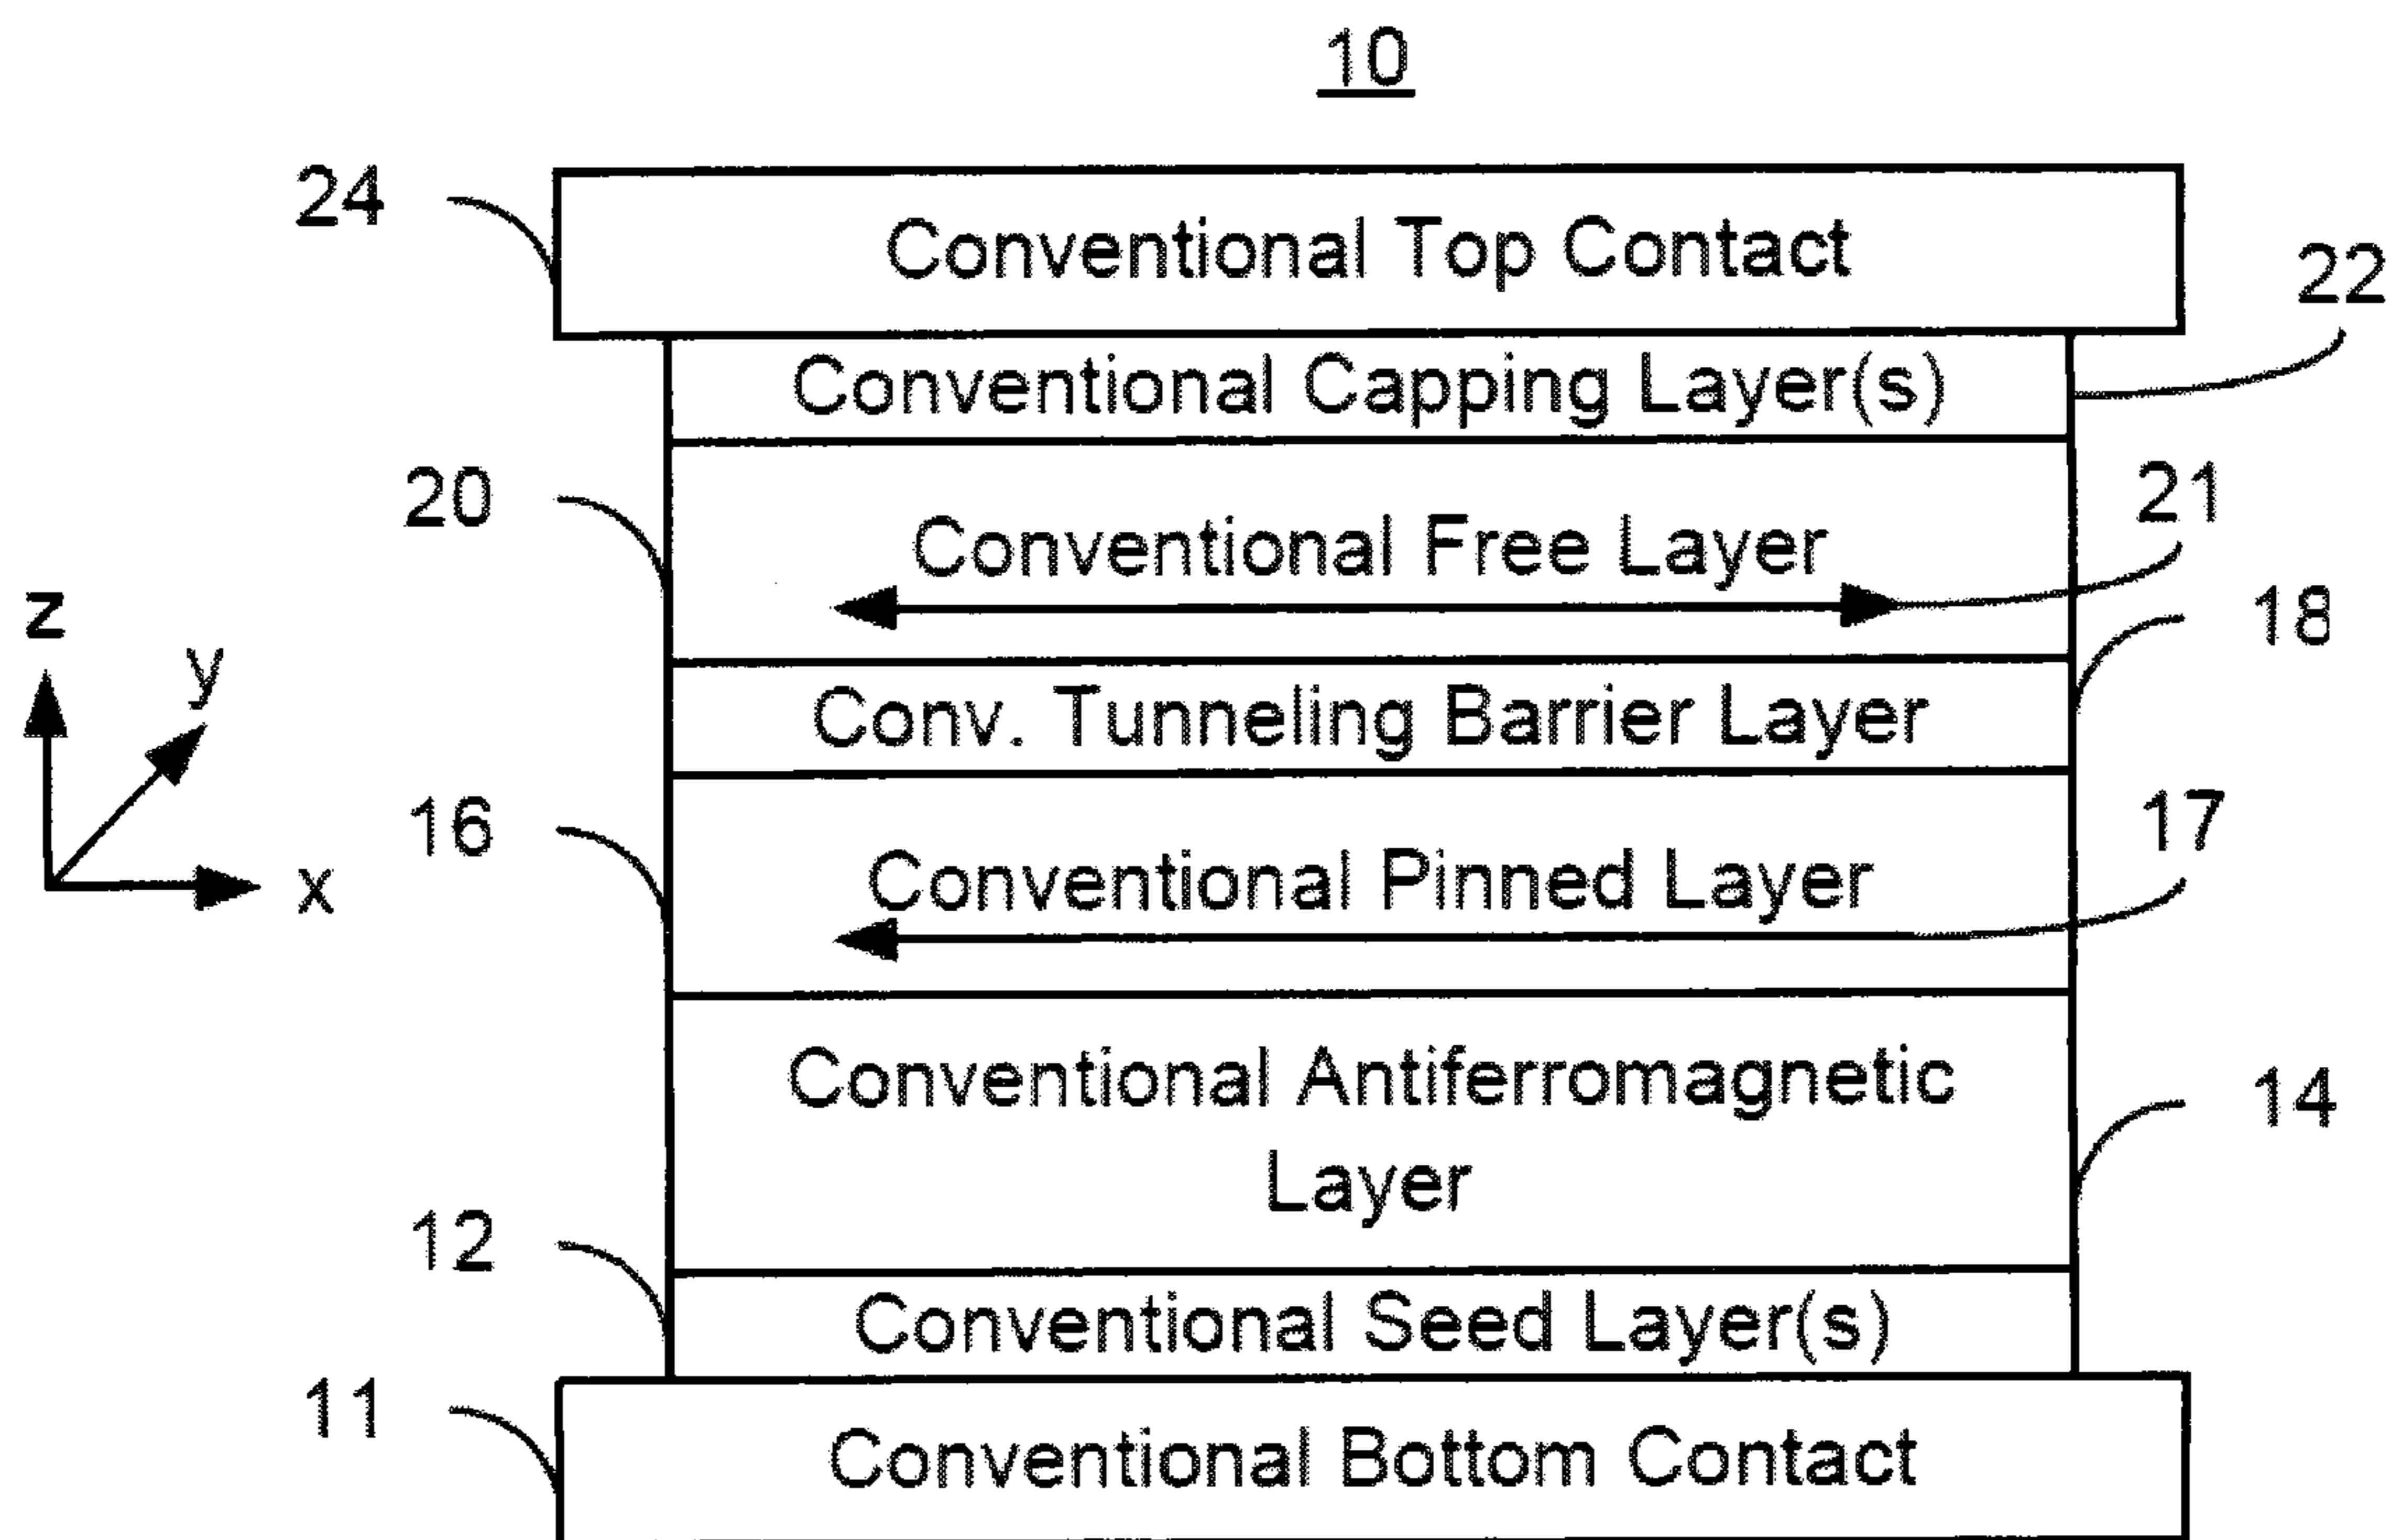 10
24
Conventional Top Contact
22
Conventional Capping Layer(s)
20
21
Conventional Free Layer
18
z
y
Conv. Tunneling Barrier Layer
16
17
x
Conventional Pinned Layer
Conventional Antiferromagnetic
Layer
14
12
Conventional Seed Layer(s)
11
Conventional Bottom Contact